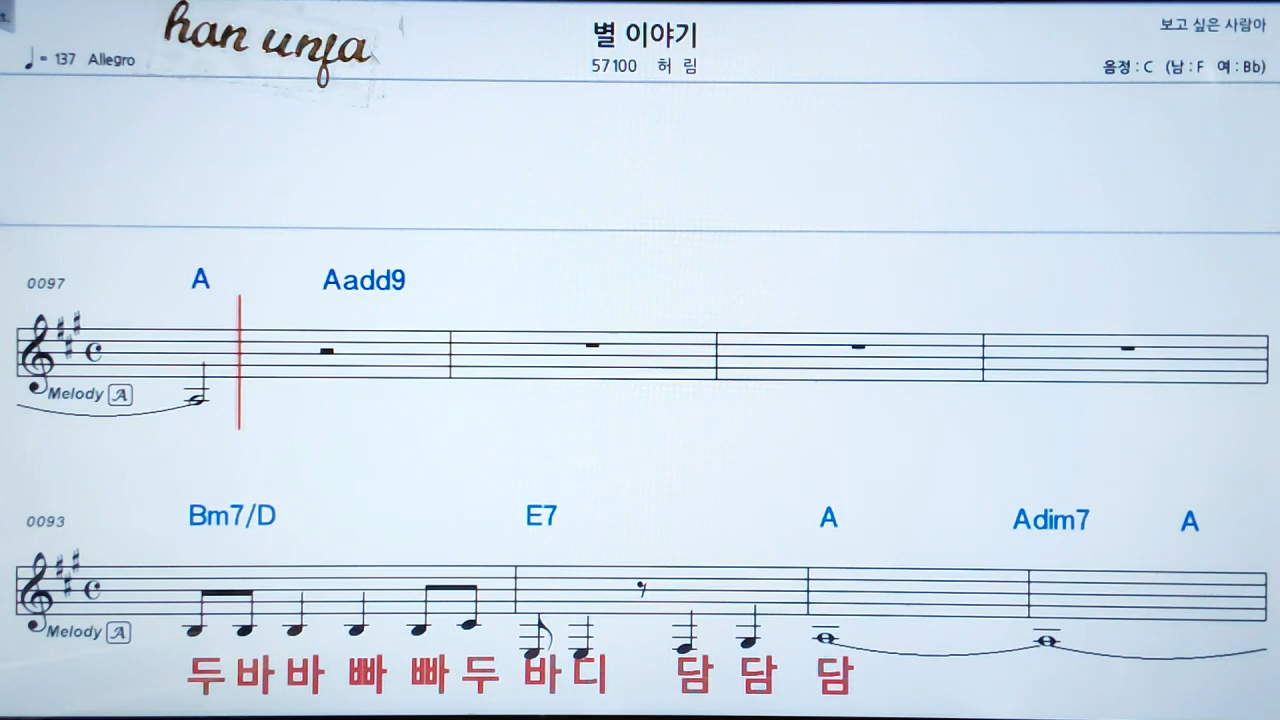 han unja
별 이야기
보고 싶은 사람아
♩= 137 Allegro
57100 허 림
음정 : C (남 : F 여 : Bb)
0097 A Aadd9
Melody A
0093 Bm7/D E7 A Adim7 A
Melody A
두 바 바 빠 빠 두 바 디 담 담 담